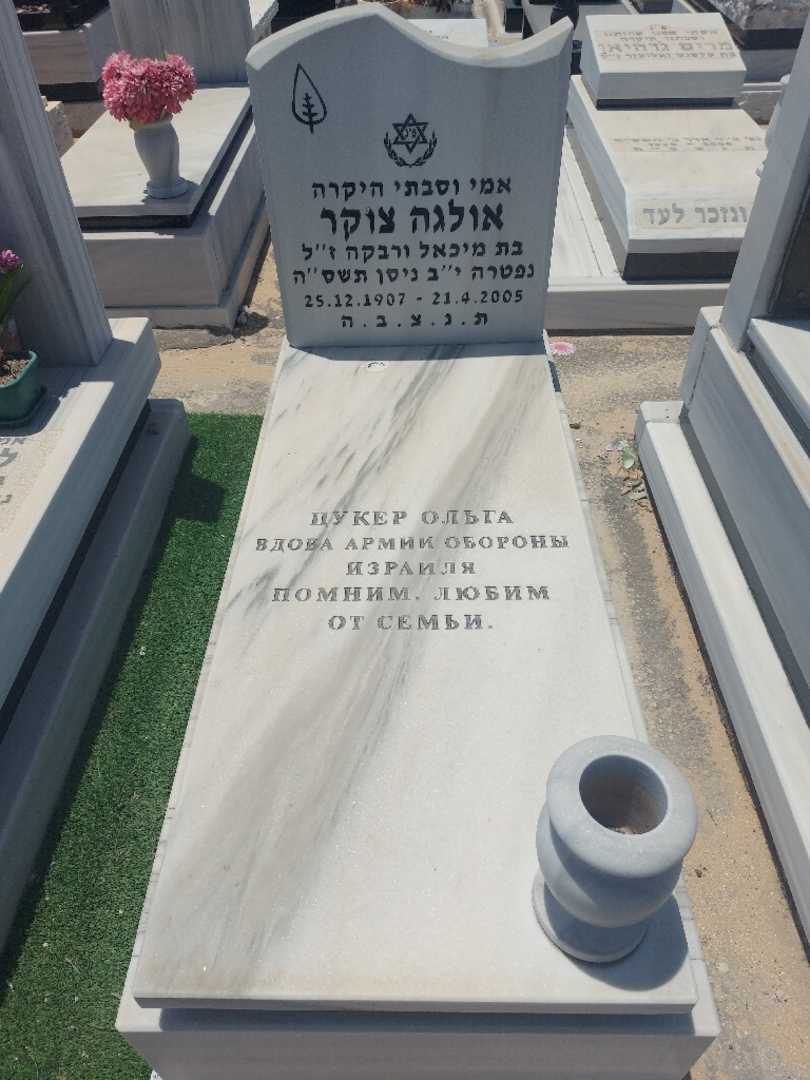 פ"נ
אמי וסבתי היקרה
אולגה צוקר
בת מיכאל ורבקה ז"ל
נפטרה י"ב ניסן תשס"ה
25.12.1907 - 21.4.2005
ת.נ.צ.ב.ה
ЦУКЕР ОЛЬГА
ВДОВА АРМИИ ОБОРОНЫ
ИЗРАИЛЯ
ПОМНИМ. ЛЮБИМ
ОТ СЕМЬИ.
ונזכר לעד